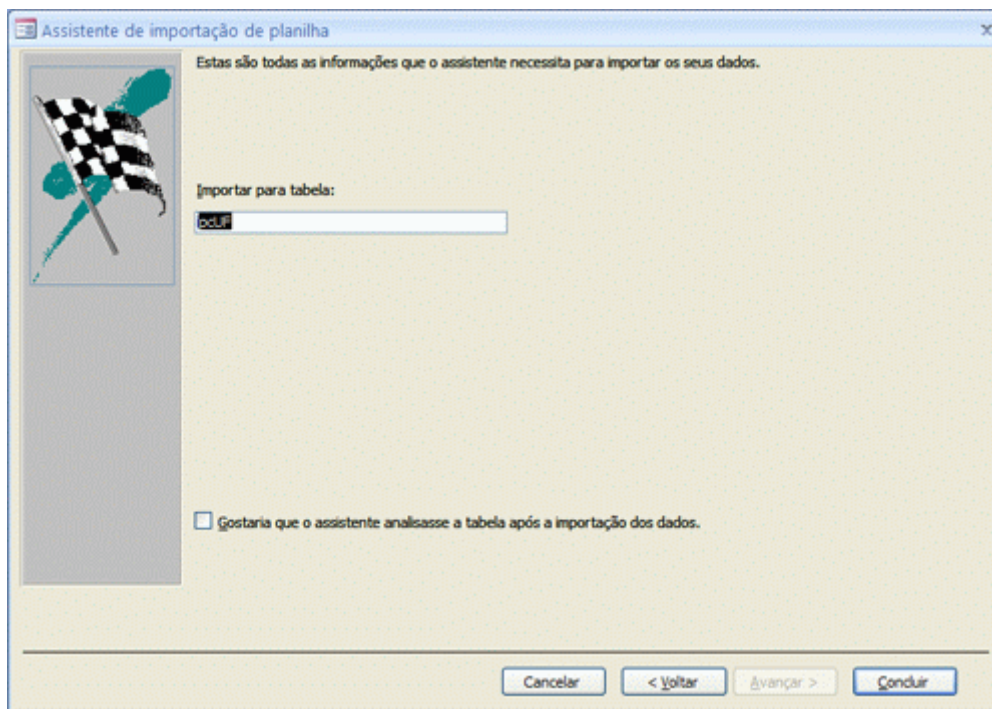 Assistente de importação de planilha
Estas são todas as informações que o assistente necessita para importar os seus dados.
Importar para tabela:
pcUF
Gostaria que o assistente analisasse a tabela após a importação dos dados.
Cancelar < Voltar Avançar > Concluir